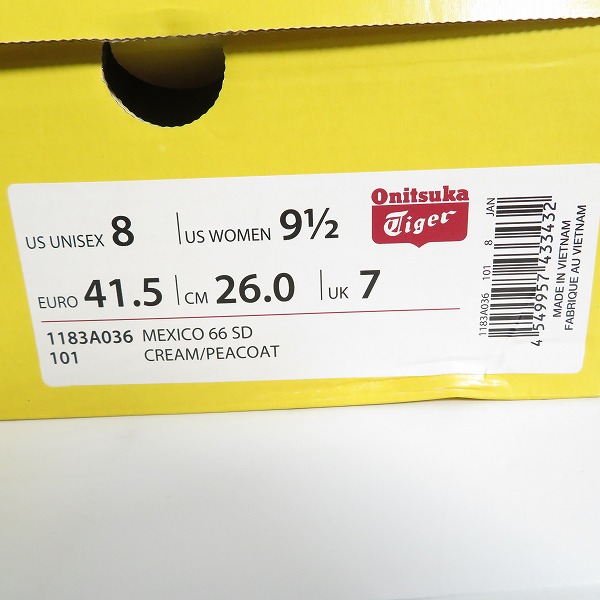 US UNISEX 8 US WOMEN 9½
Onitsuka
Tiger
EURO 41.5 CM 26.0 UK 7
1183A036 MEXICO 66 SD
101 CREAM/PEACOAT
1183A036 101 8 JAN
4 549957 433432
MADE IN VIETNAM
FABRIQUE AU VIETNAM